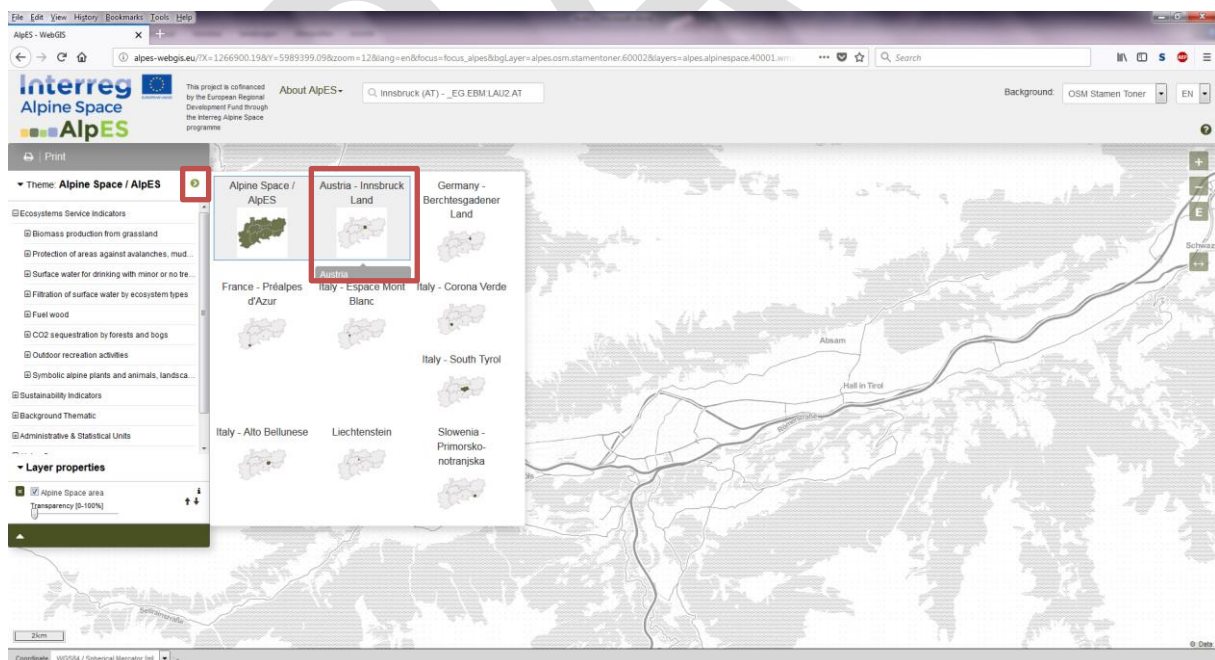 File Edit View History Bookmarks Tools Help
AlpES - WebGIS
alpes-webgis.eu/?X=1266900.19&Y=5989399.09&zoom=12&lang=en&focus=focus_alpes&bgLayer=alpes.osm.stamentoner.60002&layers=alpes.alpinespace.40001.wm
Search
Interreg
Alpine Space
AlpES
EUROPEAN UNION
This project is cofinanced
by the European Regional
Development Fund through
the Interreg Alpine Space
programme
About AlpES
Innsbruck (AT) - _EG EBM:LAU2 AT
Background: OSM Stamen Toner
EN
Print
Theme: Alpine Space / AlpES
Ecosystems Service Indicators
Biomass production from grassland
Protection of areas against avalanches, mud...
Surface water for drinking with minor or no tre...
Filtration of surface water by ecosystem types
Fuel wood
CO2 sequestration by forests and bogs
Outdoor recreation activities
Symbolic alpine plants and animals, landsca...
Sustainability Indicators
Background Thematic
Administrative & Statistical Units
Layer properties
Alpine Space area
Transparency [0-100%]
Alpine Space /
AlpES
Austria - Innsbruck
Land
Germany -
Berchtesgadener
Land
Austria
France - Préalpes
d'Azur
Italy - Espace Mont
Blanc
Italy - Corona Verde
Italy - South Tyrol
Italy - Alto Bellunese
Liechtenstein
Slowenia -
Primorsko-
notranjska
E
Schwaz
Absam
Hall in Tirol
Römerstraße
Sellrainstraße
2km
© Data
Coordinate WGS84 / Spherical Mercator